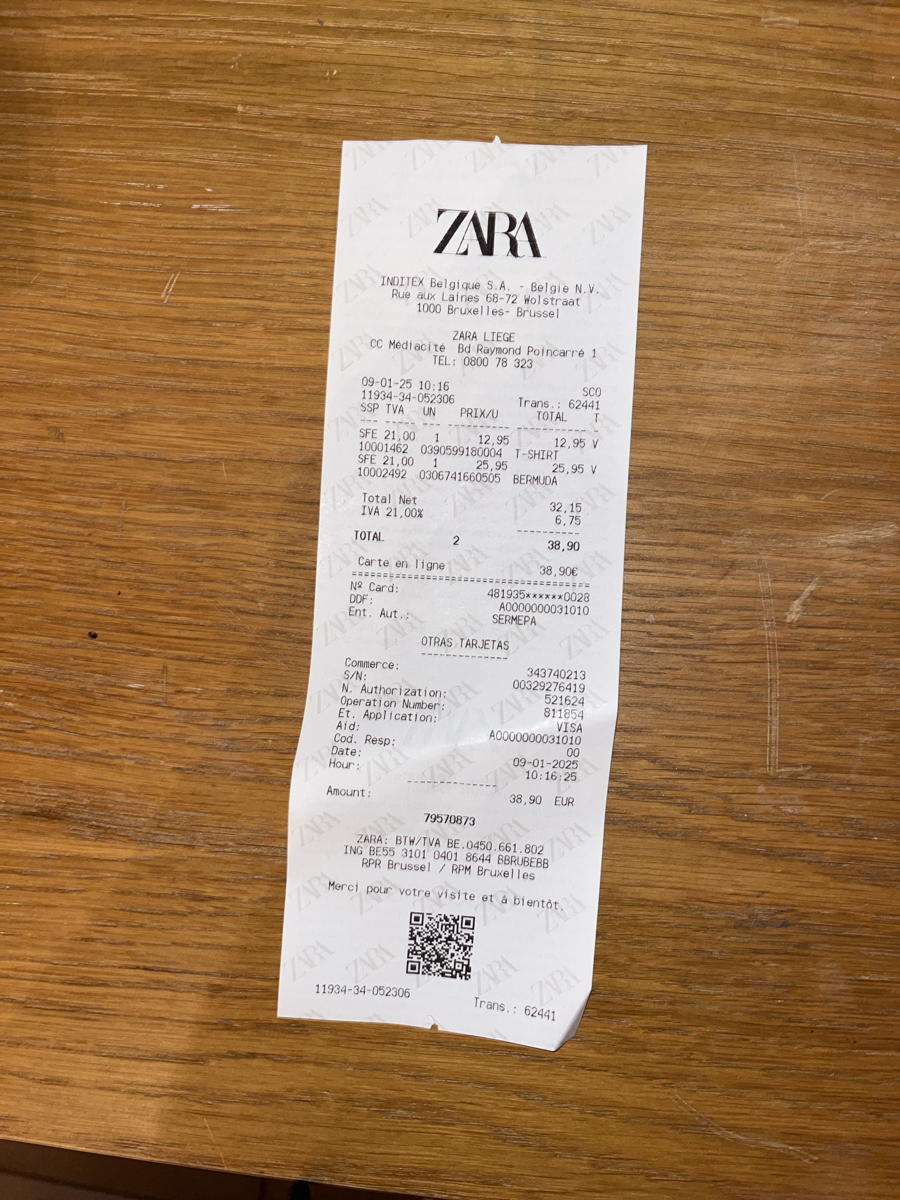 ZARA
INDITEX Belgique S.A. - Belgie N.V.
Rue aux Laines 68-72 Wolstraat
1000 Bruxelles- Brussel
ZARA LIEGE
CC Médiacité Bd Raymond Poincarré 1
TEL: 0800 78 323
09-01-25 10:16 SCO
11934-34-052306 Trans.: 62441
SSP TVA UN PRIX/U TOTAL T
SFE 21,00 1 12,95 12,95 V
10001462 0390599180004 T-SHIRT
SFE 21,00 1 25,95 25,95 V
10002492 0306741660505 BERMUDA
Total Net 32,15
IVA 21,00% 6,75
TOTAL 2 38,90
Carte en ligne 38,90€
Nº Card: 481935******0028
DDF: A0000000031010
Ent. Aut.: SERMEPA
OTRAS TARJETAS
Commerce: 343740213
S/N: 00329276419
N. Authorization: 521624
Operation Number: 811854
Et. Application: VISA
Aid: A0000000031010
Cod. Resp: 00
Date: 09-01-2025
Hour: 10:16:25
Amount: 38,90 EUR
79570873
ZARA: BTW/TVA BE.0450.661.802
ING BE55 3101 0401 8644 BBRUBEBB
RPR Brussel / RPM Bruxelles
Merci pour votre visite et à bientôt.
11934-34-052306 Trans.: 62441